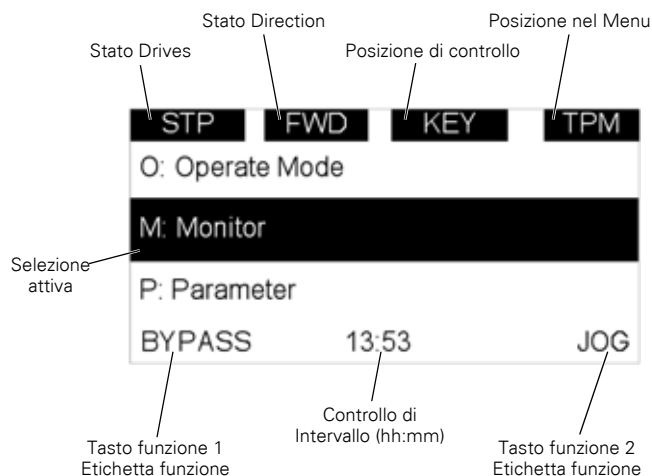 Stato Direction
Posizione nel Menu
Stato Drives
Posizione di controllo
STP FWD KEY TPM
O: Operate Mode
M: Monitor
Selezione
attiva
P: Parameter
BYPASS 13:53 JOG
Controllo di
Intervallo (hh:mm)
Tasto funzione 1
Etichetta funzione
Tasto funzione 2
Etichetta funzione